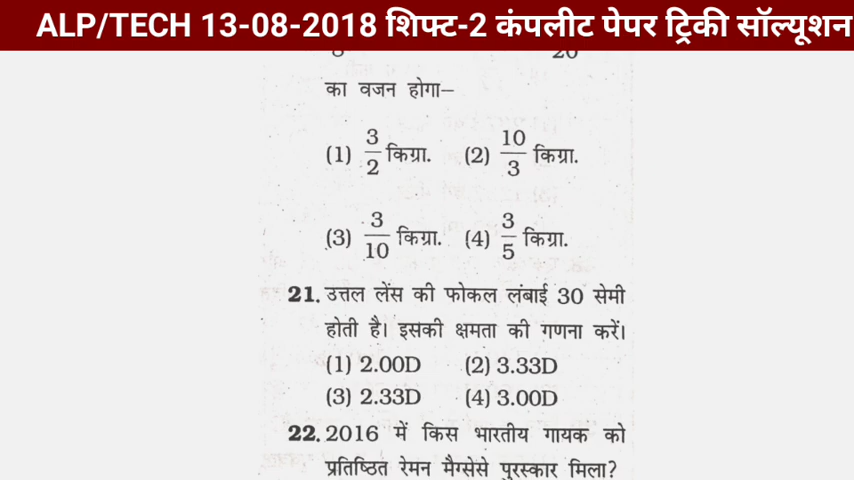 ALP/TECH 13-08-2018 शिफ्ट-2 कंपलीट पेपर ट्रिकी सॉल्यूशन
20
का वजन होगा–
(1) 3/2 किग्रा. (2) 10/3 किग्रा.
(3) 3/10 किग्रा. (4) 3/5 किग्रा.
21. उत्तल लेंस की फोकल लंबाई 30 सेमी
होती है। इसकी क्षमता की गणना करें।
(1) 2.00D (2) 3.33D
(3) 2.33D (4) 3.00D
22. 2016 में किस भारतीय गायक को
प्रतिष्ठित रेमन मैग्सेसे पुरस्कार मिला?